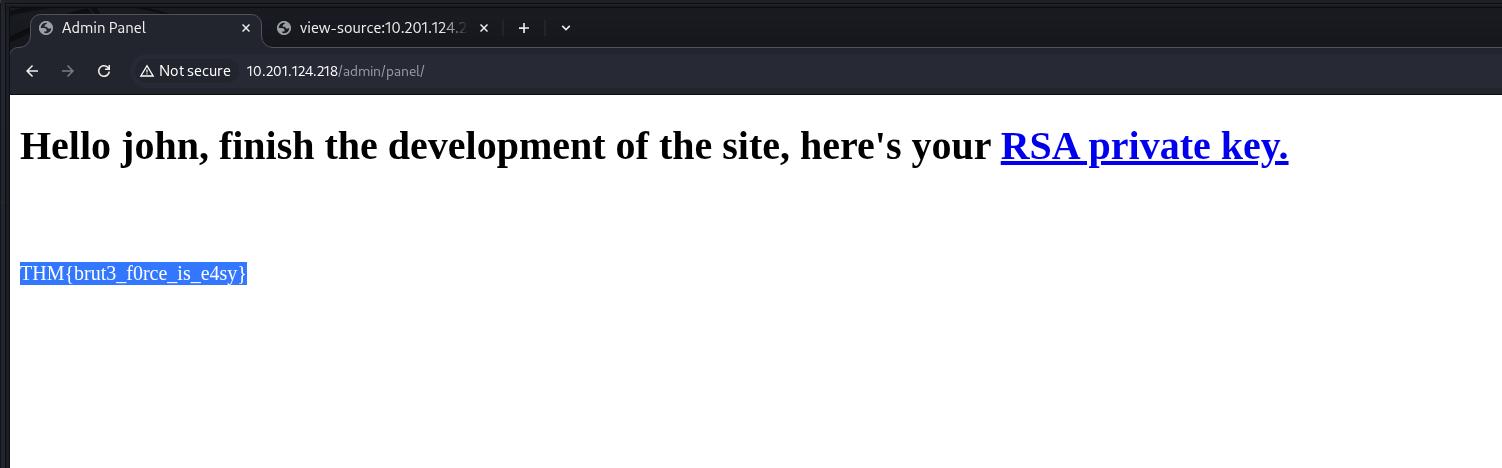 Admin Panel
view-source:10.201.124.2
Not secure 10.201.124.218/admin/panel/
Hello john, finish the development of the site, here's your RSA private key.
THM{brut3_f0rce_is_e4sy}